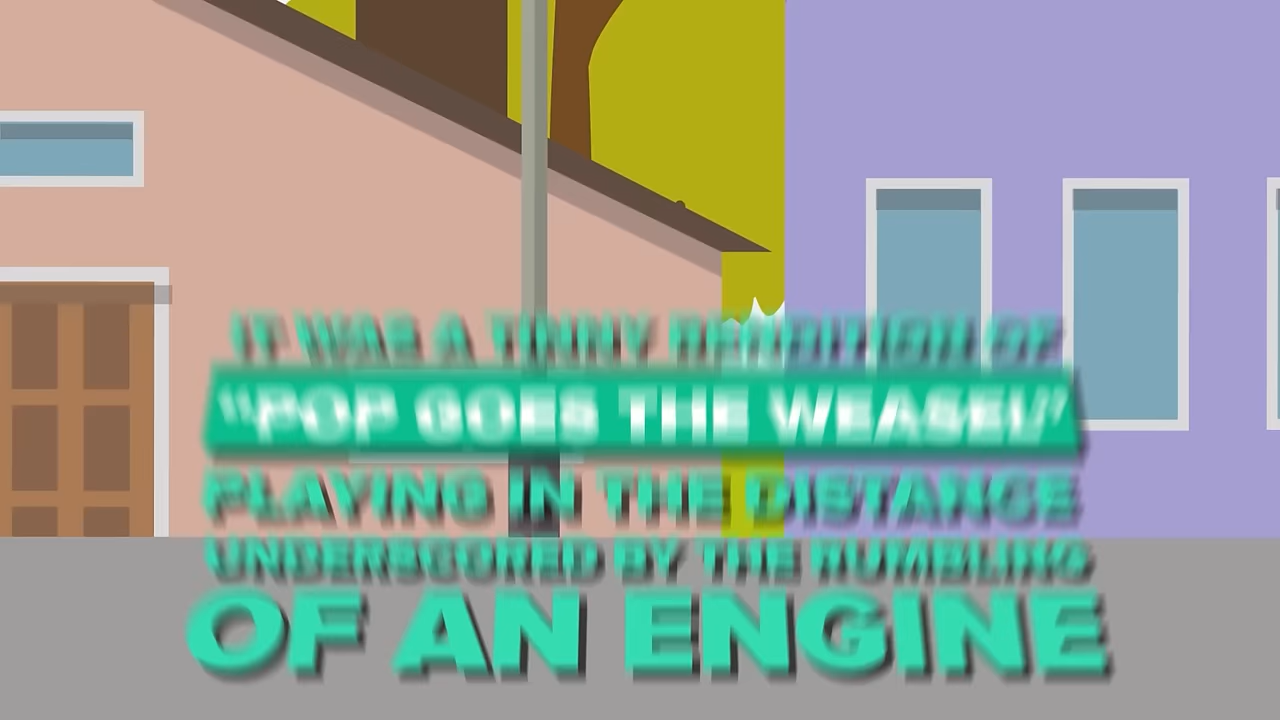 IT WAS A TINNY RENDITION OF
“POP GOES THE WEASEL”
PLAYING IN THE DISTANCE
UNDERSCORED BY THE RUMBLING
OF AN ENGINE